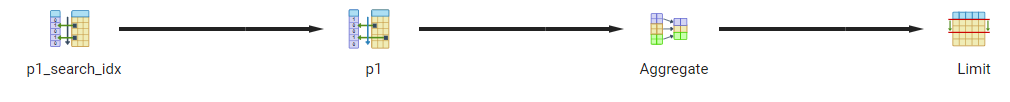 p1_search_idx
p1
Aggregate
Limit